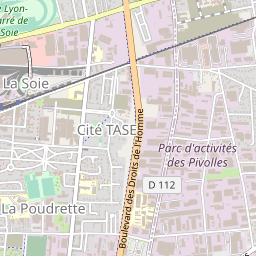 e Lyon-
arré de
Soie
La Soie
Cité TASE
Boulevard des Droits de l'Homme
Parc d'activités
des Pivolles
D 112
La Poudrette